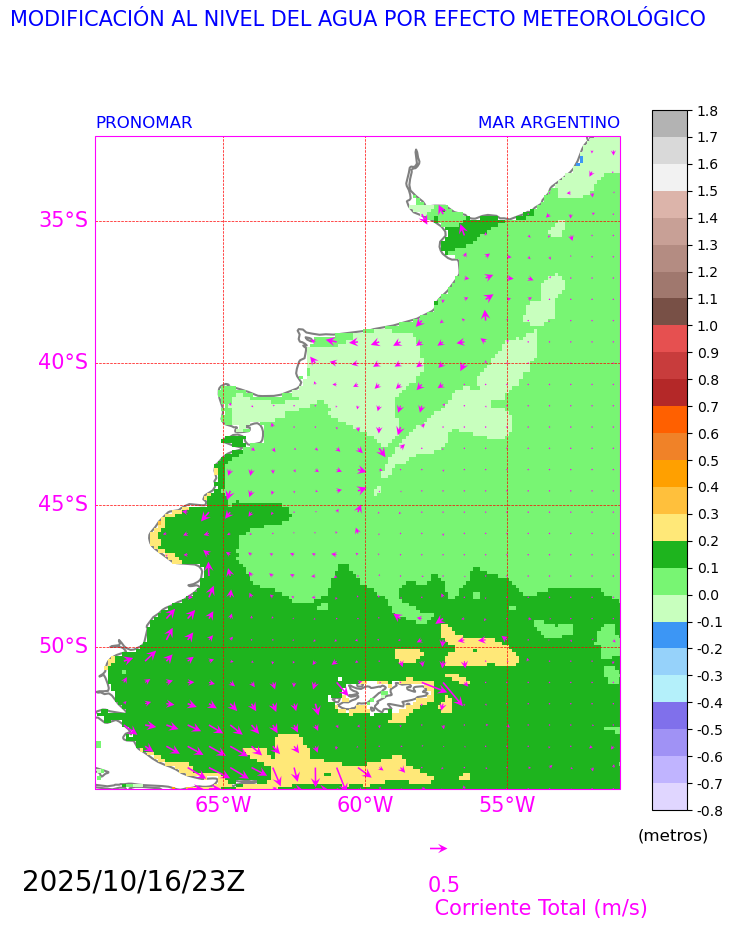 MODIFICACIÓN AL NIVEL DEL AGUA POR EFECTO METEOROLÓGICO
PRONOMAR MAR ARGENTINO
35°S
40°S
45°S
50°S
65°W 60°W 55°W
1.8
1.7
1.6
1.5
1.4
1.3
1.2
1.1
1.0
0.9
0.8
0.7
0.6
0.5
0.4
0.3
0.2
0.1
0.0
-0.1
-0.2
-0.3
-0.4
-0.5
-0.6
-0.7
-0.8
(metros)
2025/10/16/23Z
0.5
Corriente Total (m/s)